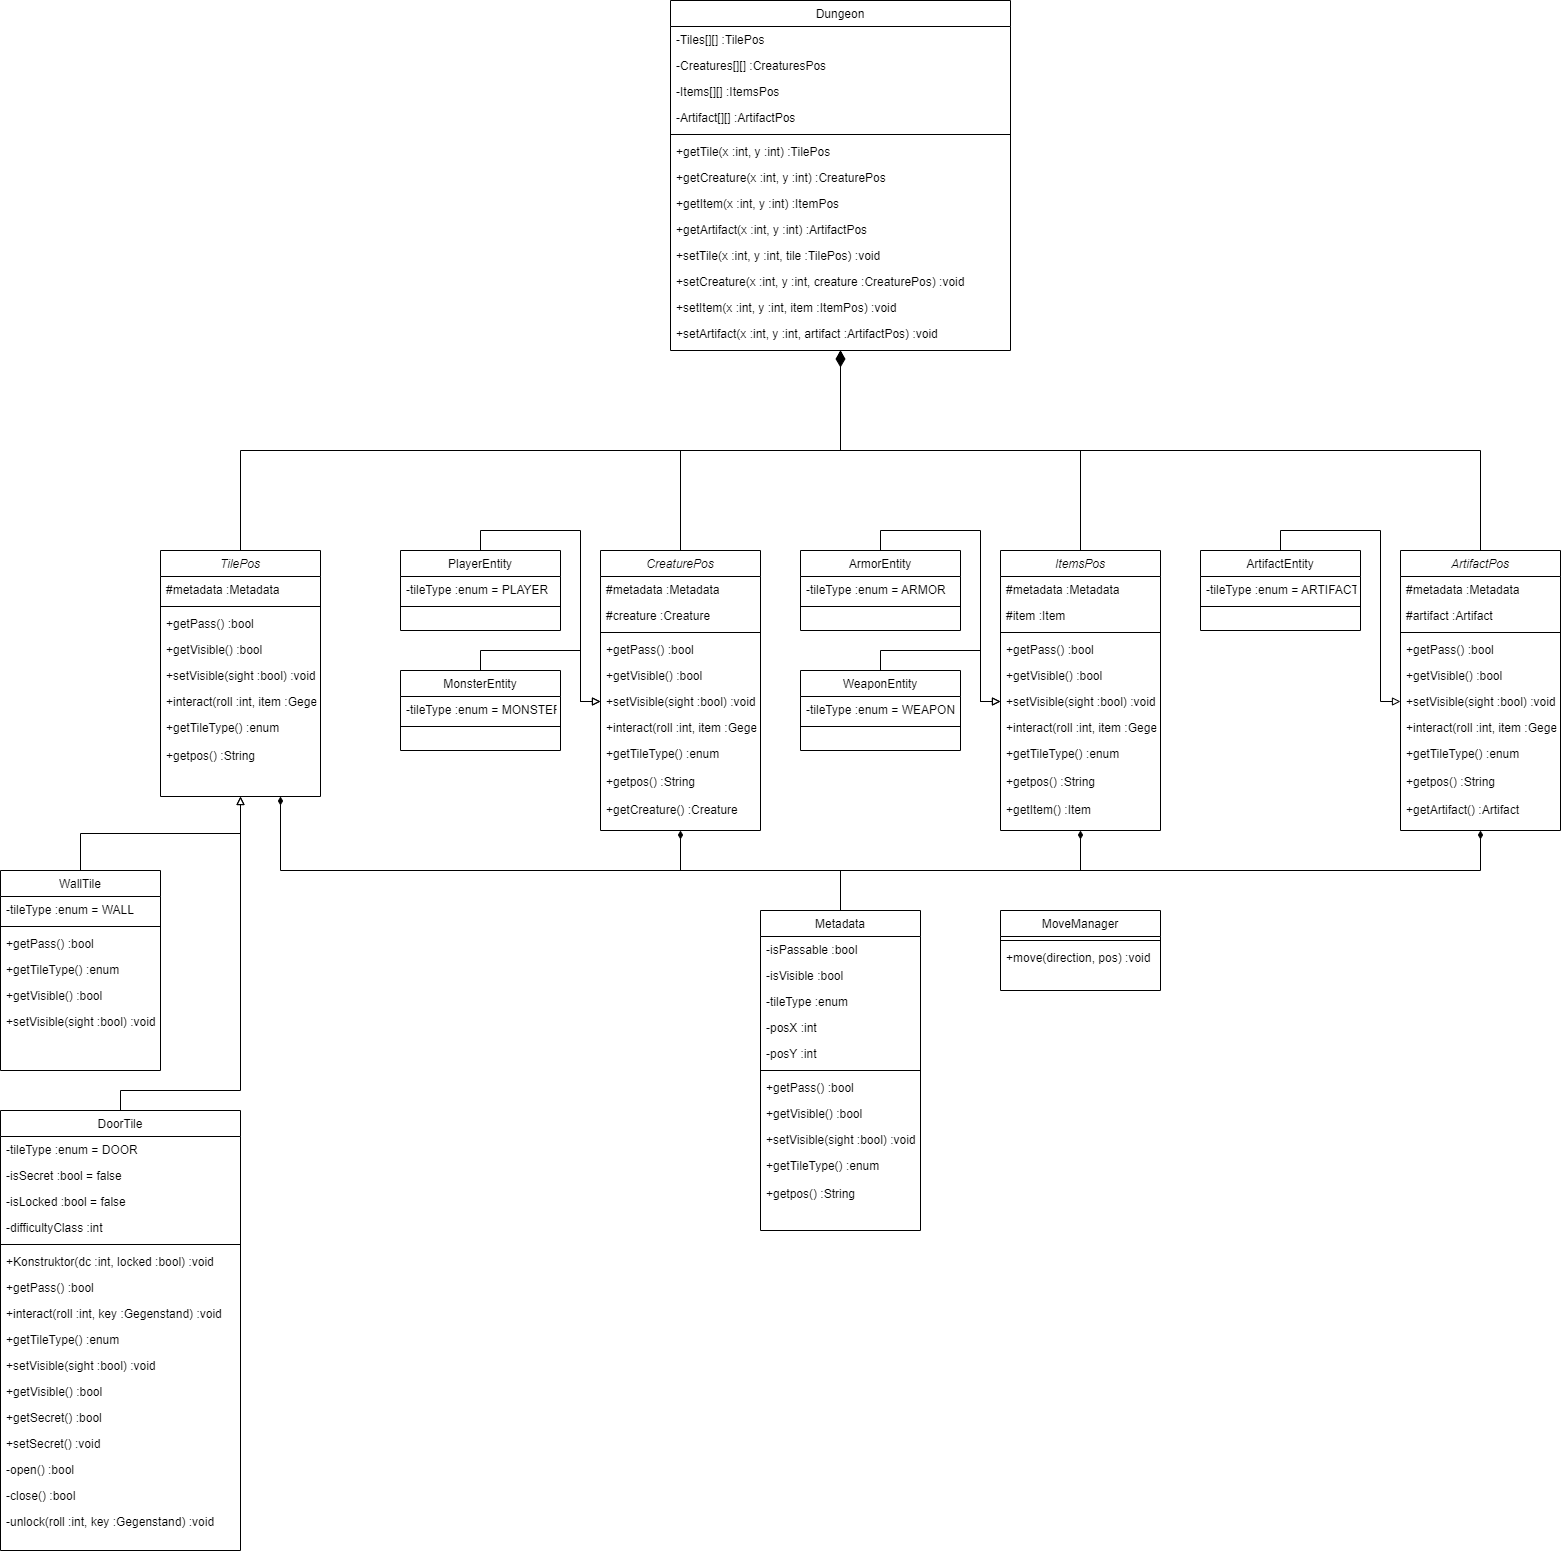 Dungeon
-Tiles[][] :TilePos
-Creatures[][] :CreaturesPos
-Items[][] :ItemsPos
-Artifact[][] :ArtifactPos
+getTile(x :int, y :int) :TilePos
+getCreature(x :int, y :int) :CreaturePos
+getItem(x :int, y :int) :ItemPos
+getArtifact(x :int, y :int) :ArtifactPos
+setTile(x :int, y :int, tile :TilePos) :void
+setCreature(x :int, y :int, creature :CreaturePos) :void
+setItem(x :int, y :int, item :ItemPos) :void
+setArtifact(x :int, y :int, artifact :ArtifactPos) :void
TilePos
#metadata :Metadata
+getPass() :bool
+getVisible() :bool
+setVisible(sight :bool) :void
+interact(roll :int, item :Gege
+getTileType() :enum
+getpos() :String
PlayerEntity
-tileType :enum = PLAYER
MonsterEntity
-tileType :enum = MONSTER
CreaturePos
#metadata :Metadata
#creature :Creature
+getPass() :bool
+getVisible() :bool
+setVisible(sight :bool) :void
+interact(roll :int, item :Gege
+getTileType() :enum
+getpos() :String
+getCreature() :Creature
ArmorEntity
-tileType :enum = ARMOR
WeaponEntity
-tileType :enum = WEAPON
ItemsPos
#metadata :Metadata
#item :Item
+getPass() :bool
+getVisible() :bool
+setVisible(sight :bool) :void
+interact(roll :int, item :Gege
+getTileType() :enum
+getpos() :String
+getItem() :Item
ArtifactEntity
-tileType :enum = ARTIFACT
ArtifactPos
#metadata :Metadata
#artifact :Artifact
+getPass() :bool
+getVisible() :bool
+setVisible(sight :bool) :void
+interact(roll :int, item :Gege
+getTileType() :enum
+getpos() :String
+getArtifact() :Artifact
WallTile
-tileType :enum = WALL
+getPass() :bool
+getTileType() :enum
+getVisible() :bool
+setVisible(sight :bool) :void
Metadata
-isPassable :bool
-isVisible :bool
-tileType :enum
-posX :int
-posY :int
+getPass() :bool
+getVisible() :bool
+setVisible(sight :bool) :void
+getTileType() :enum
+getpos() :String
MoveManager
+move(direction, pos) :void
DoorTile
-tileType :enum = DOOR
-isSecret :bool = false
-isLocked :bool = false
-difficultyClass :int
+Konstruktor(dc :int, locked :bool) :void
+getPass() :bool
+interact(roll :int, key :Gegenstand) :void
+getTileType() :enum
+setVisible(sight :bool) :void
+getVisible() :bool
+getSecret() :bool
+setSecret() :void
-open() :bool
-close() :bool
-unlock(roll :int, key :Gegenstand) :void